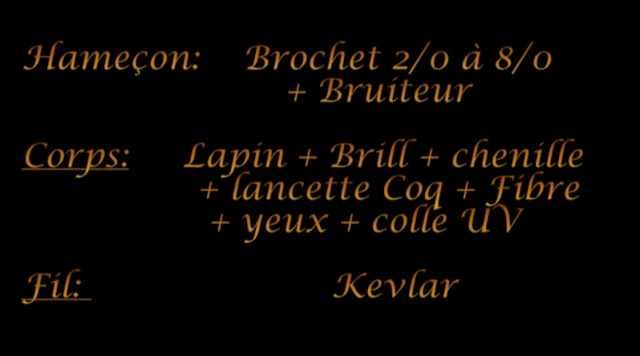 Hameçon: Brochet 2/0 à 8/0
+ Bruiteur
Corps: Lapin + Brill + chenille
+ lancette Coq + Fibre
+ yeux + colle UV
Fil: Kevlar